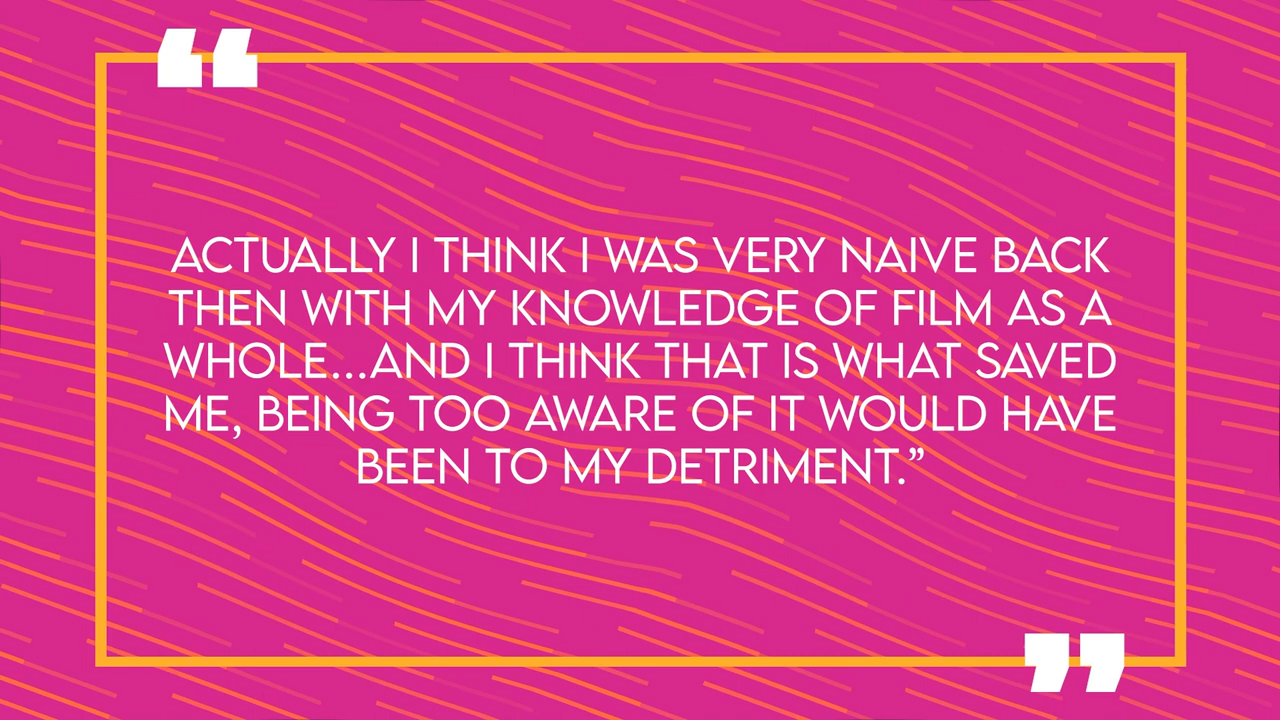 ACTUALLY I THINK I WAS VERY NAIVE BACK
THEN WITH MY KNOWLEDGE OF FILM AS A
WHOLE...AND I THINK THAT IS WHAT SAVED
ME, BEING TOO AWARE OF IT WOULD HAVE
BEEN TO MY DETRIMENT.”